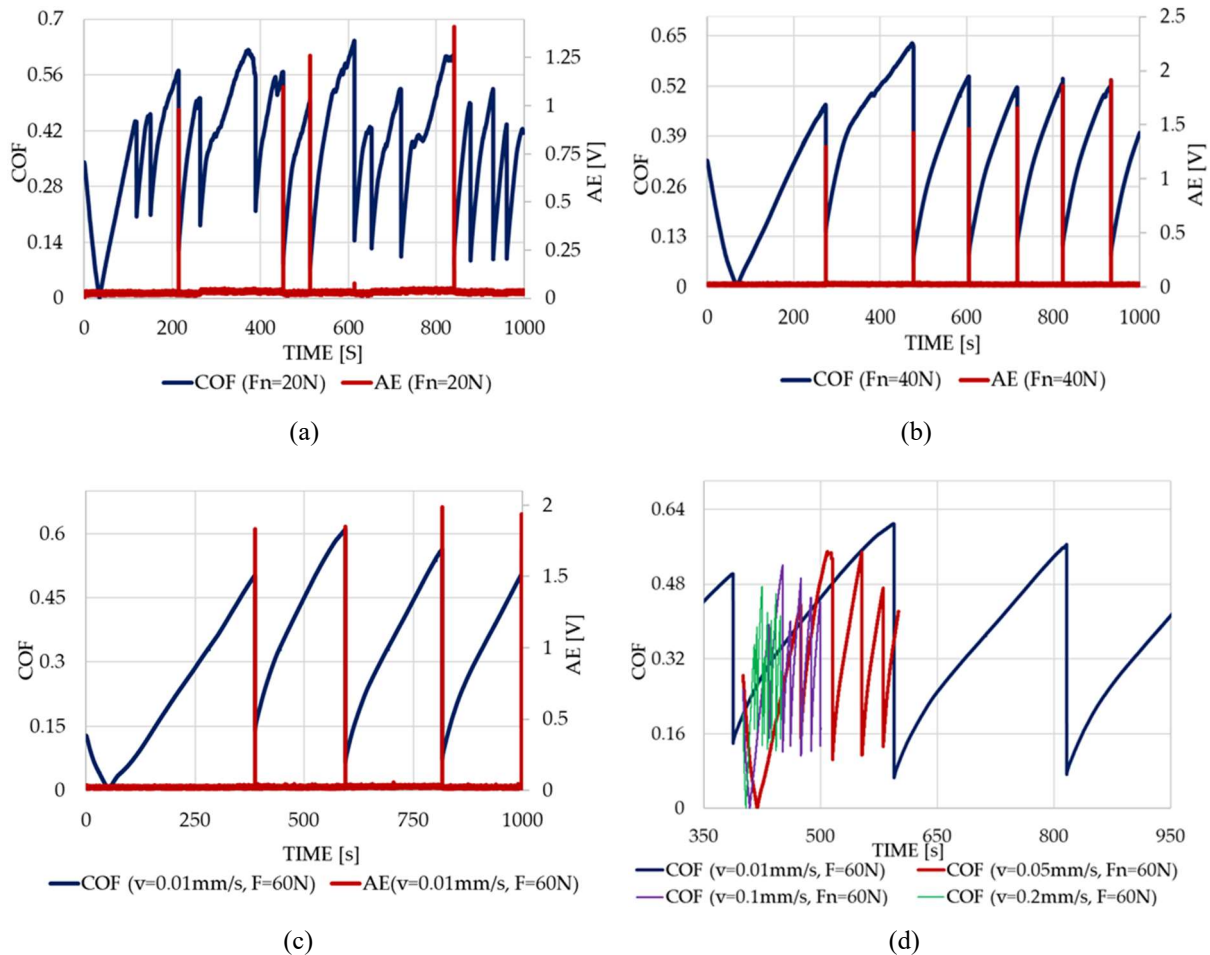 0.7
0.56
0.42
0.28
0.14
0
COF
1.25
1
0.75
0.5
0.25
0
AE [V]
0 200 400 600 800 1000
TIME [S]
COF (Fn=20N) AE (Fn=20N)
(a)
0.65
0.52
0.39
0.26
0.13
0
COF
2.5
2
1.5
1
0.5
0
AE [V]
0 200 400 600 800 1000
TIME [s]
COF (Fn=40N) AE (Fn=40N)
(b)
0.6
0.45
0.3
0.15
0
COF
2
1.5
1
0.5
0
AE [V]
0 250 500 750 1000
TIME [s]
COF (v=0.01mm/s, F=60N) AE(v=0.01mm/s, F=60N)
(c)
0.64
0.48
0.32
0.16
0
COF
350 500 650 800 950
TIME [s]
COF (v=0.01mm/s, F=60N) COF (v=0.05mm/s, Fn=60N)
COF (v=0.1mm/s, Fn=60N) COF (v=0.2mm/s, F=60N)
(d)